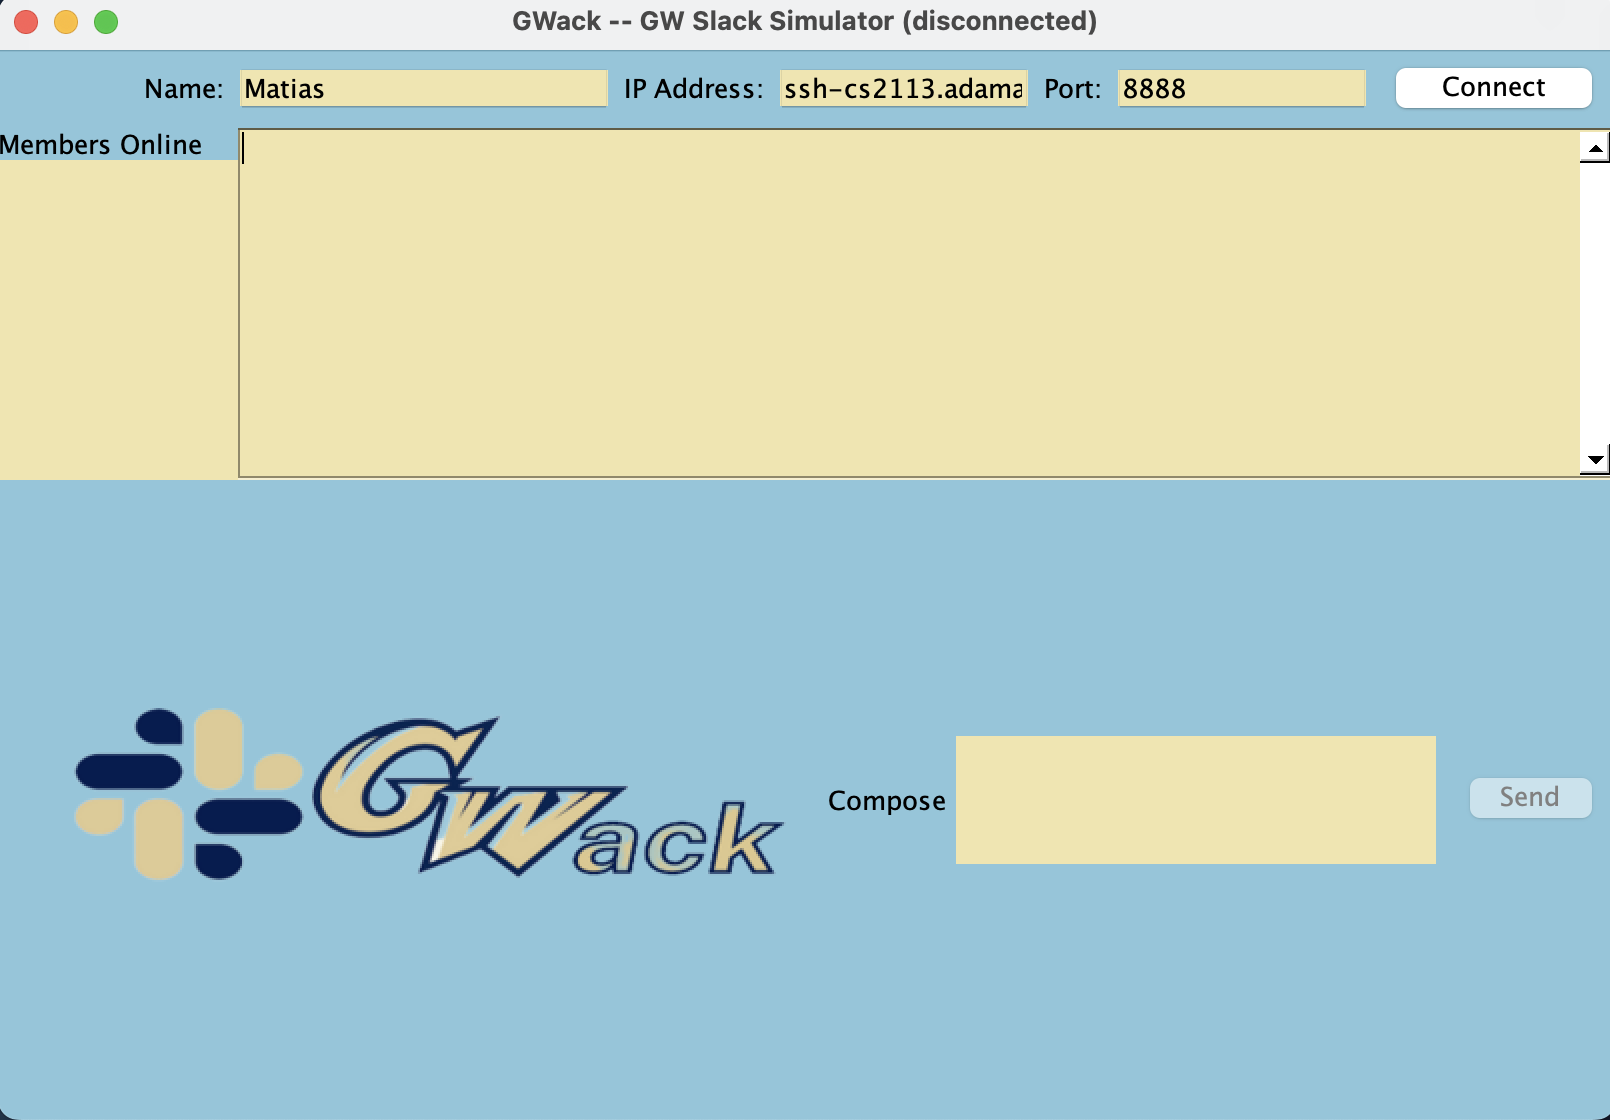 GWack -- GW Slack Simulator (disconnected)
Name: Matias IP Address: ssh-cs2113.adama Port: 8888 Connect
Members Online
GWack
Compose
Send